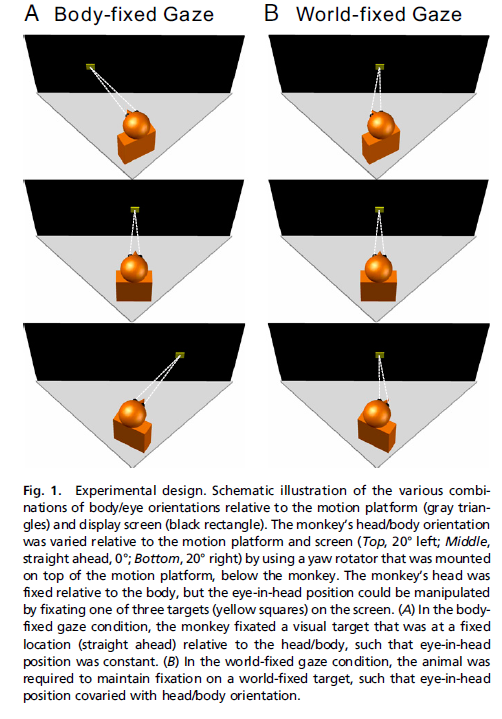 A Body-fixed Gaze B World-fixed Gaze
Fig. 1. Experimental design. Schematic illustration of the various combi-
nations of body/eye orientations relative to the motion platform (gray trian-
gles) and display screen (black rectangle). The monkey's head/body orientation
was varied relative to the motion platform and screen (Top, 20° left; Middle,
straight ahead, 0°; Bottom, 20° right) by using a yaw rotator that was mounted
on top of the motion platform, below the monkey. The monkey's head was
fixed relative to the body, but the eye-in-head position could be manipulated
by fixating one of three targets (yellow squares) on the screen. (A) In the body-
fixed gaze condition, the monkey fixated a visual target that was at a fixed
location (straight ahead) relative to the head/body, such that eye-in-head
position was constant. (B) In the world-fixed gaze condition, the animal was
required to maintain fixation on a world-fixed target, such that eye-in-head
position covaried with head/body orientation.